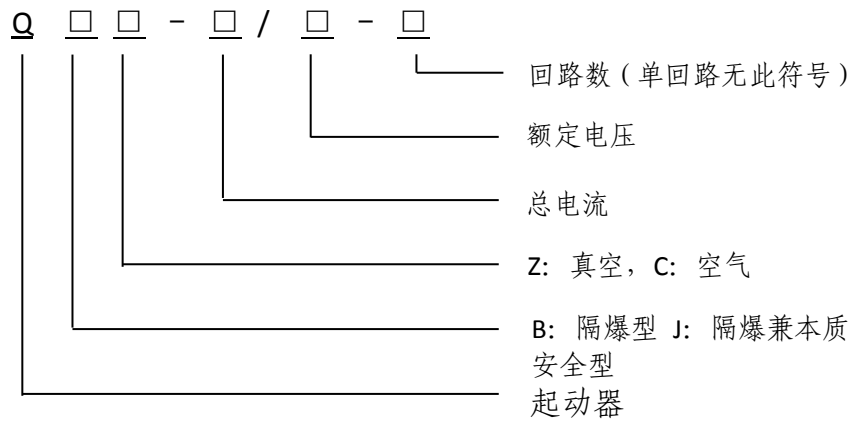 Q □ □ - □ / □ - □
回路数（单回路无此符号）
额定电压
总电流
Z: 真空，C: 空气
B: 隔爆型 J: 隔爆兼本质
安全型
起动器